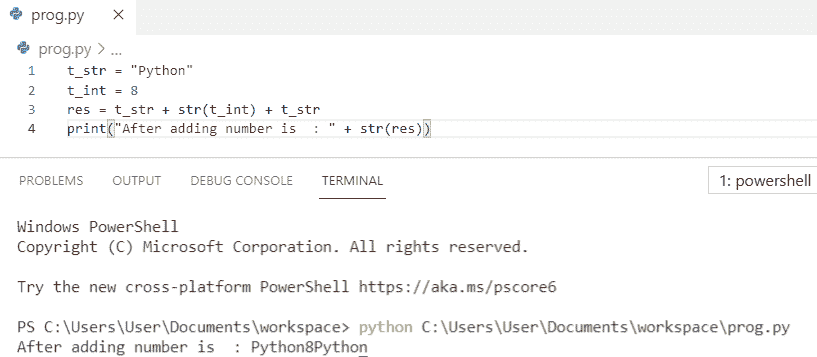 prog.py ×
prog.py > ...
1 t_str = "Python"
2 t_int = 8
3 res = t_str + str(t_int) + t_str
4 print("After adding number is  : " + str(res))
PROBLEMS OUTPUT DEBUG CONSOLE TERMINAL 1: powershell
Windows PowerShell
Copyright (C) Microsoft Corporation. All rights reserved.
Try the new cross-platform PowerShell https://aka.ms/pscore6
PS C:\Users\User\Documents\workspace> python C:\Users\User\Documents\workspace\prog.py
After adding number is  : Python8Python